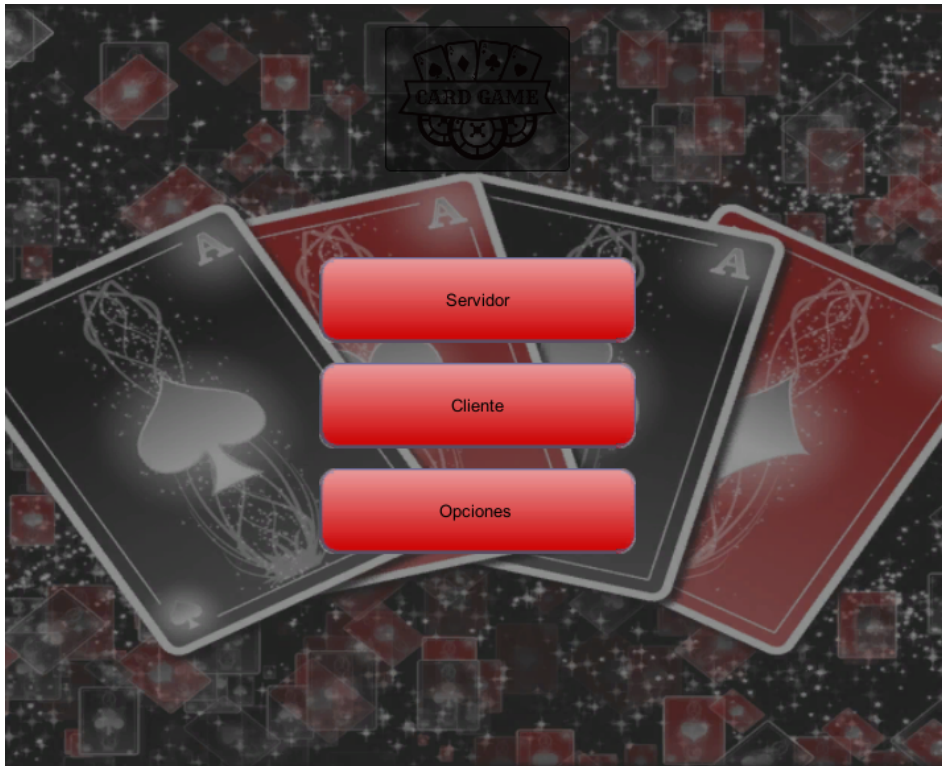 CARD GAME
A
A
A
Servidor
Cliente
Opciones